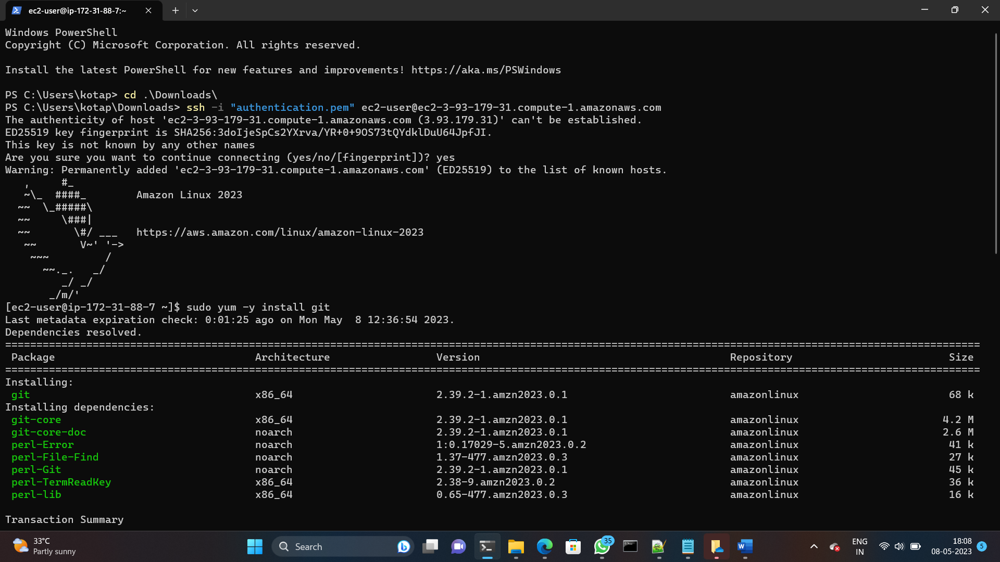 ec2-user@ip-172-31-88-7:~
Windows PowerShell
Copyright (C) Microsoft Corporation. All rights reserved.
Install the latest PowerShell for new features and improvements! https://aka.ms/PSWindows
PS C:\Users\kotap> cd .\Downloads\
PS C:\Users\kotap\Downloads> ssh -i "authentication.pem" ec2-user@ec2-3-93-179-31.compute-1.amazonaws.com
The authenticity of host 'ec2-3-93-179-31.compute-1.amazonaws.com (3.93.179.31)' can't be established.
ED25519 key fingerprint is SHA256:3doIjeSpCs2YXrva/YR+0+9OS73tQYdklDuU64JpfJI.
This key is not known by any other names
Are you sure you want to continue connecting (yes/no/[fingerprint])? yes
Warning: Permanently added 'ec2-3-93-179-31.compute-1.amazonaws.com' (ED25519) to the list of known hosts.
   ,     #_
   ~\_  ####_        Amazon Linux 2023
  ~~  \_#####\
  ~~     \###|
  ~~       \#/ ___   https://aws.amazon.com/linux/amazon-linux-2023
   ~~       V~' '->
    ~~~         /
      ~~._.   _/
         _/ _/
       _/m/'
[ec2-user@ip-172-31-88-7 ~]$ sudo yum -y install git
Last metadata expiration check: 0:01:25 ago on Mon May  8 12:36:54 2023.
Dependencies resolved.
Package Architecture Version Repository Size
Installing:
git x86_64 2.39.2-1.amzn2023.0.1 amazonlinux 68 k
Installing dependencies:
git-core x86_64 2.39.2-1.amzn2023.0.1 amazonlinux 4.2 M
git-core-doc noarch 2.39.2-1.amzn2023.0.1 amazonlinux 2.6 M
perl-Error noarch 1:0.17029-5.amzn2023.0.2 amazonlinux 41 k
perl-File-Find noarch 1.37-477.amzn2023.0.3 amazonlinux 27 k
perl-Git noarch 2.39.2-1.amzn2023.0.1 amazonlinux 45 k
perl-TermReadKey x86_64 2.38-9.amzn2023.0.2 amazonlinux 36 k
perl-lib x86_64 0.65-477.amzn2023.0.3 amazonlinux 16 k
Transaction Summary
33°C
Partly sunny
Search
35
W
ENG
IN
18:08
08-05-2023
5